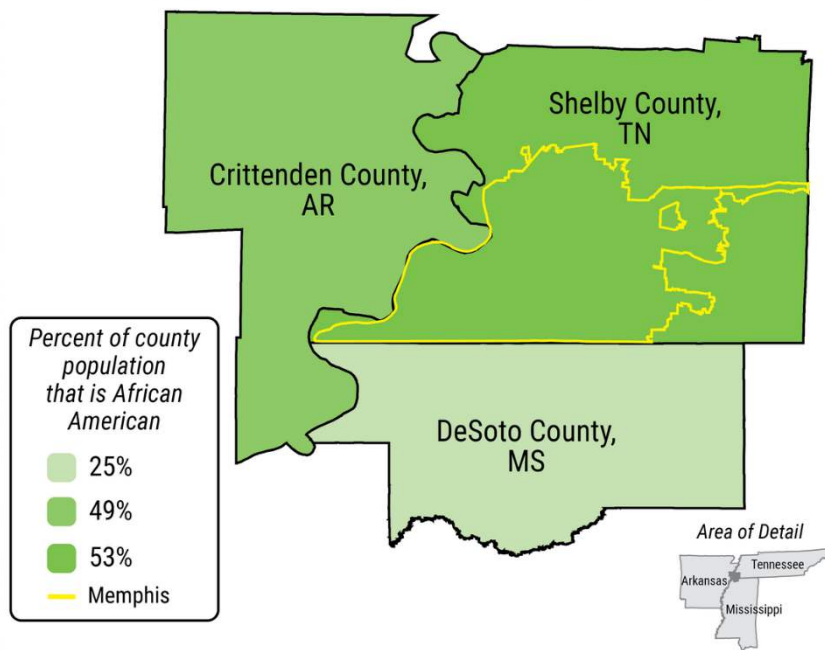 Shelby County,
TN
Crittenden County,
AR
Percent of county
population
that is African
American
25%
49%
53%
Memphis
DeSoto County,
MS
Area of Detail
Tennessee
Arkansas
Mississippi